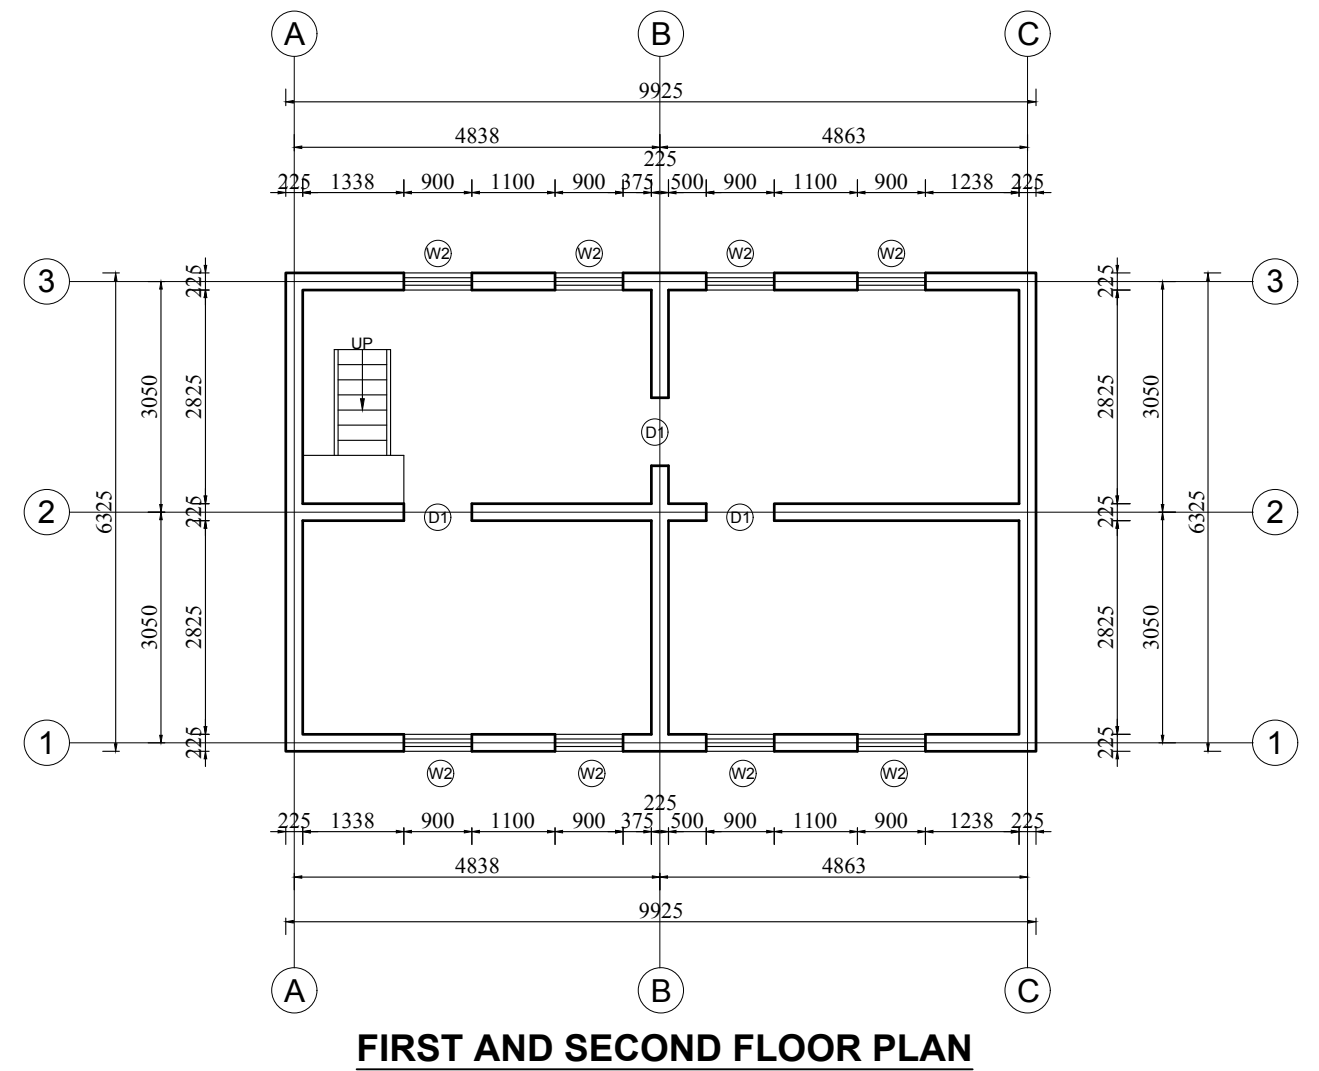 A B C
9925
4838 4863
225
225 1338 900 1100 900 375 500 900 1100 900 1238 225
W2 W2 W2 W2
3 225 225 3
UP
3050 2825 2825 3050
D1
6325 6325
2 225 D1 D1 225 2
3050 2825 2825 3050
1 225 225 1
W2 W2 W2 W2
225
225 1338 900 1100 900 375 500 900 1100 900 1238 225
4838 4863
9925
A B C
FIRST AND SECOND FLOOR PLAN